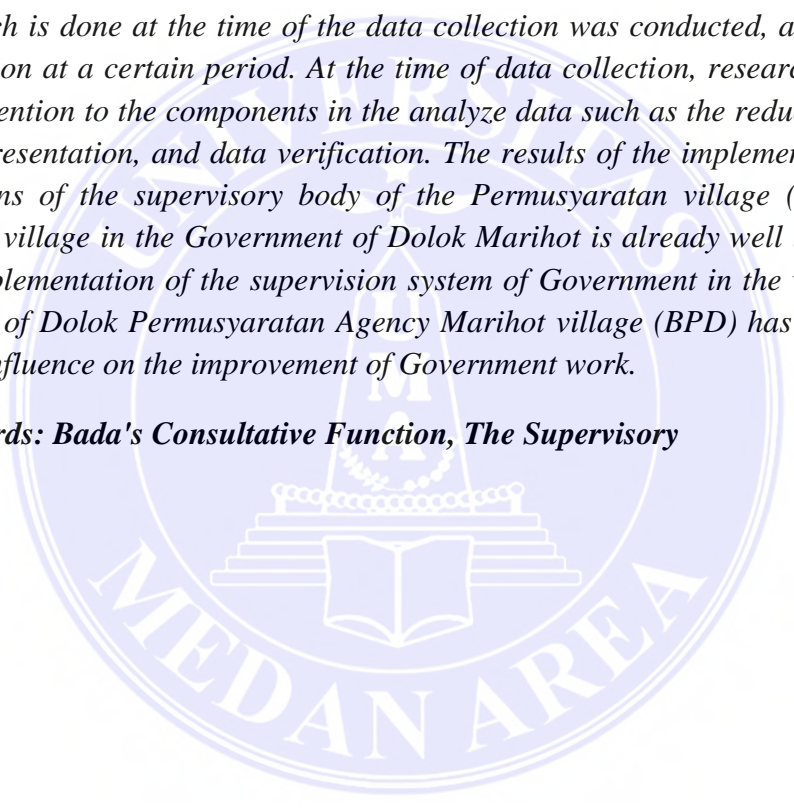 ch is done at the time of the data collection was conducted, a
on at a certain period. At the time of data collection, resear
ention to the components in the analyze data such as the redu
resentation, and data verification. The results of the implemen
ns of the supervisory body of the Permusyaratan village (
village in the Government of Dolok Marihot is already well
plementation of the supervision system of Government in the
of Dolok Permusyaratan Agency Marihot village (BPD) has
nfluence on the improvement of Government work.
rds: Bada's Consultative Function, The Supervisory
UNIVERSITAS
UMA
MEDAN AREA